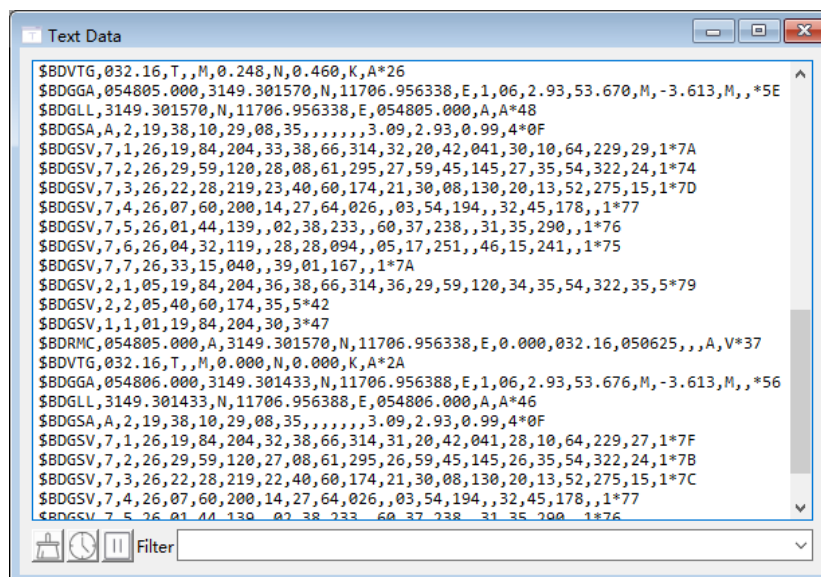 Text Data
$BDVTG,032.16,T,,M,0.248,N,0.460,K,A*26
$BDGGA,054805.000,3149.301570,N,11706.956338,E,1,06,2.93,53.670,M,-3.613,M,,*5E
$BDGLL,3149.301570,N,11706.956338,E,054805.000,A,A*48
$BDGSA,A,2,19,38,10,29,08,35,,,,,,,3.09,2.93,0.99,4*0F
$BDGSV,7,1,26,19,84,204,33,38,66,314,32,20,42,041,30,10,64,229,29,1*7A
$BDGSV,7,2,26,29,59,120,28,08,61,295,27,59,45,145,27,35,54,322,24,1*74
$BDGSV,7,3,26,22,28,219,23,40,60,174,21,30,08,130,20,13,52,275,15,1*7D
$BDGSV,7,4,26,07,60,200,14,27,64,026,,03,54,194,,32,45,178,,1*77
$BDGSV,7,5,26,01,44,139,,02,38,233,,60,37,238,,31,35,290,,1*76
$BDGSV,7,6,26,04,32,119,,28,28,094,,05,17,251,,46,15,241,,1*75
$BDGSV,7,7,26,33,15,040,,39,01,167,,1*7A
$BDGSV,2,1,05,19,84,204,36,38,66,314,36,29,59,120,34,35,54,322,35,5*79
$BDGSV,2,2,05,40,60,174,35,5*42
$BDGSV,1,1,01,19,84,204,30,3*47
$BDRMC,054805.000,A,3149.301570,N,11706.956338,E,0.000,032.16,050625,,,A,V*37
$BDVTG,032.16,T,,M,0.000,N,0.000,K,A*2A
$BDGGA,054806.000,3149.301433,N,11706.956388,E,1,06,2.93,53.676,M,-3.613,M,,*56
$BDGLL,3149.301433,N,11706.956388,E,054806.000,A,A*46
$BDGSA,A,2,19,38,10,29,08,35,,,,,,,3.09,2.93,0.99,4*0F
$BDGSV,7,1,26,19,84,204,32,38,66,314,31,20,42,041,28,10,64,229,27,1*7F
$BDGSV,7,2,26,29,59,120,27,08,61,295,26,59,45,145,26,35,54,322,24,1*7B
$BDGSV,7,3,26,22,28,219,22,40,60,174,21,30,08,130,20,13,52,275,15,1*7C
$BDGSV,7,4,26,07,60,200,14,27,64,026,,03,54,194,,32,45,178,,1*77
$BDGSV,7,5,26,01,44,139,,02,38,233,,60,37,238,,31,35,290,,1*76
Filter